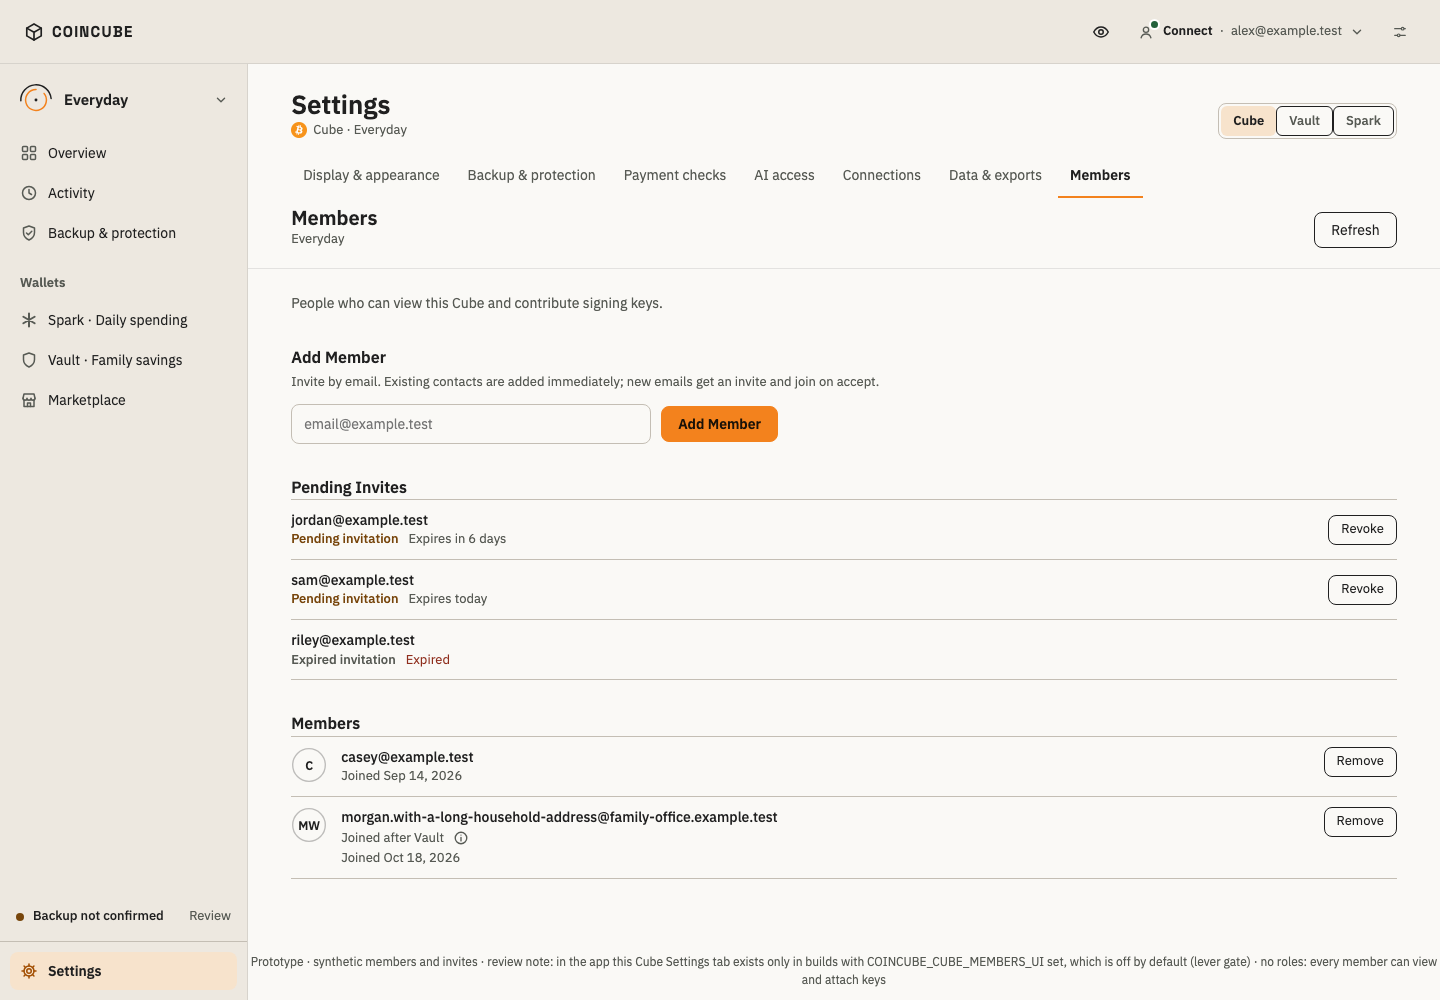 COINCUBE
Connect · alex@example.test
Everyday
Overview
Activity
Backup & protection
Wallets
Spark · Daily spending
Vault · Family savings
Marketplace
Backup not confirmed Review
Settings
Settings
Cube · Everyday
Cube Vault Spark
Display & appearance Backup & protection Payment checks AI access Connections Data & exports Members
Members
Everyday
Refresh
People who can view this Cube and contribute signing keys.
Add Member
Invite by email. Existing contacts are added immediately; new emails get an invite and join on accept.
email@example.test Add Member
Pending Invites
jordan@example.test
Pending invitation Expires in 6 days
Revoke
sam@example.test
Pending invitation Expires today
Revoke
riley@example.test
Expired invitation Expired
Members
C
casey@example.test
Joined Sep 14, 2026
Remove
MW
morgan.with-a-long-household-address@family-office.example.test
Joined after Vault
Joined Oct 18, 2026
Remove
Prototype · synthetic members and invites · review note: in the app this Cube Settings tab exists only in builds with COINCUBE_CUBE_MEMBERS_UI set, which is off by default (lever gate) · no roles: every member can view
and attach keys